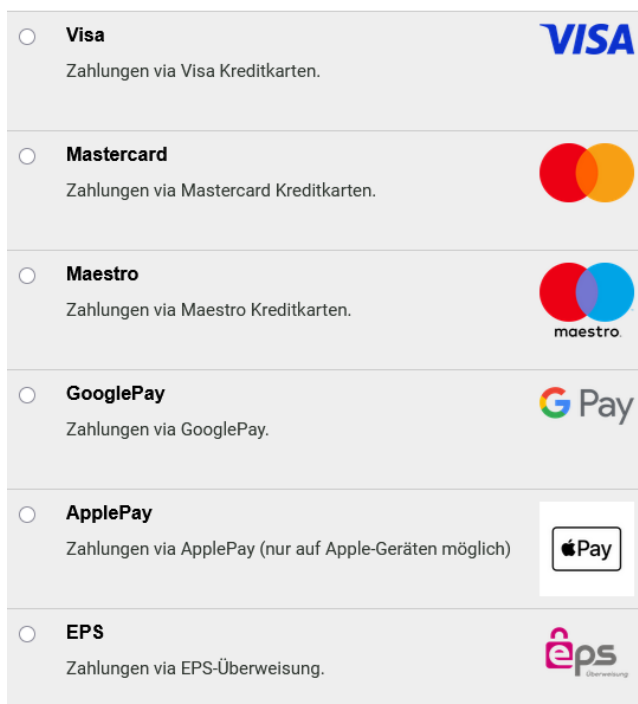 Visa
VISA
Zahlungen via Visa Kreditkarten.
Mastercard
Zahlungen via Mastercard Kreditkarten.
Maestro
Zahlungen via Maestro Kreditkarten.
maestro.
GooglePay
G Pay
Zahlungen via GooglePay.
ApplePay
Zahlungen via ApplePay (nur auf Apple-Geräten möglich)
Pay
EPS
Zahlungen via EPS-Überweisung.
eps
Überweisung